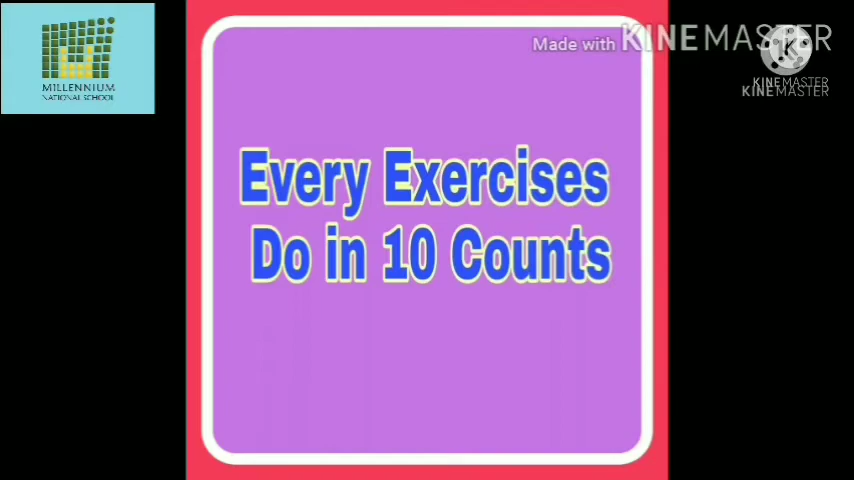 MILLENNIUM
NATIONAL SCHOOL
Made with KINEMASTER
KINEMASTER
KINEMASTER
Every Exercises
Do in 10 Counts